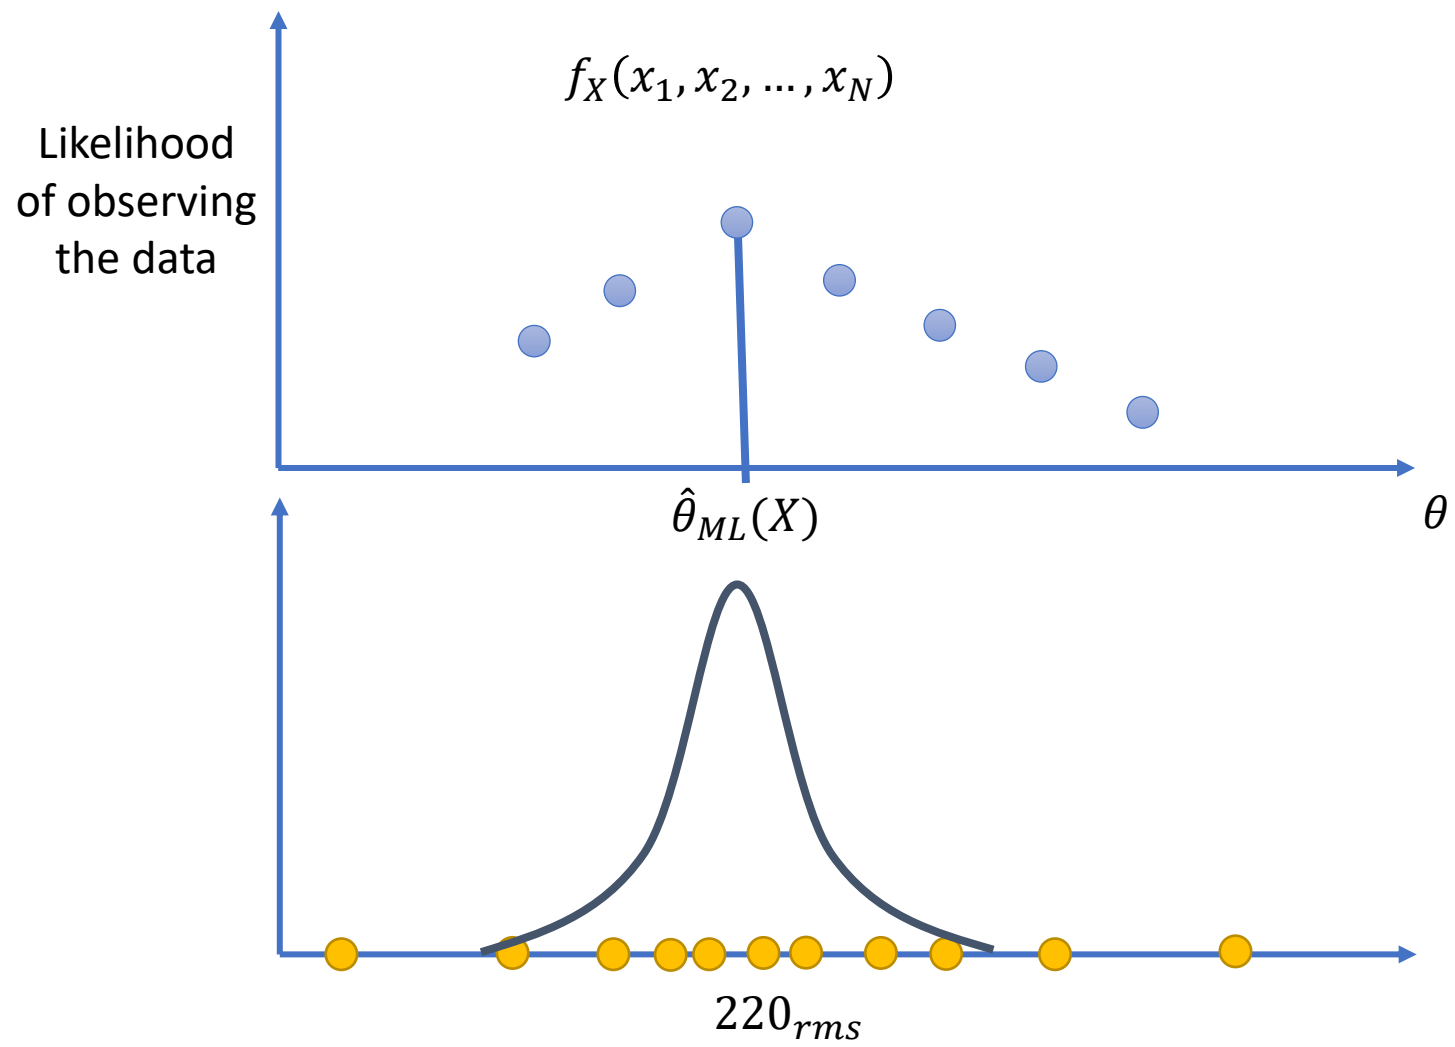 f_X(x_1, x_2, … , x_N)
Likelihood
of observing
the data
θ̂_ML(X)
θ
220_rms